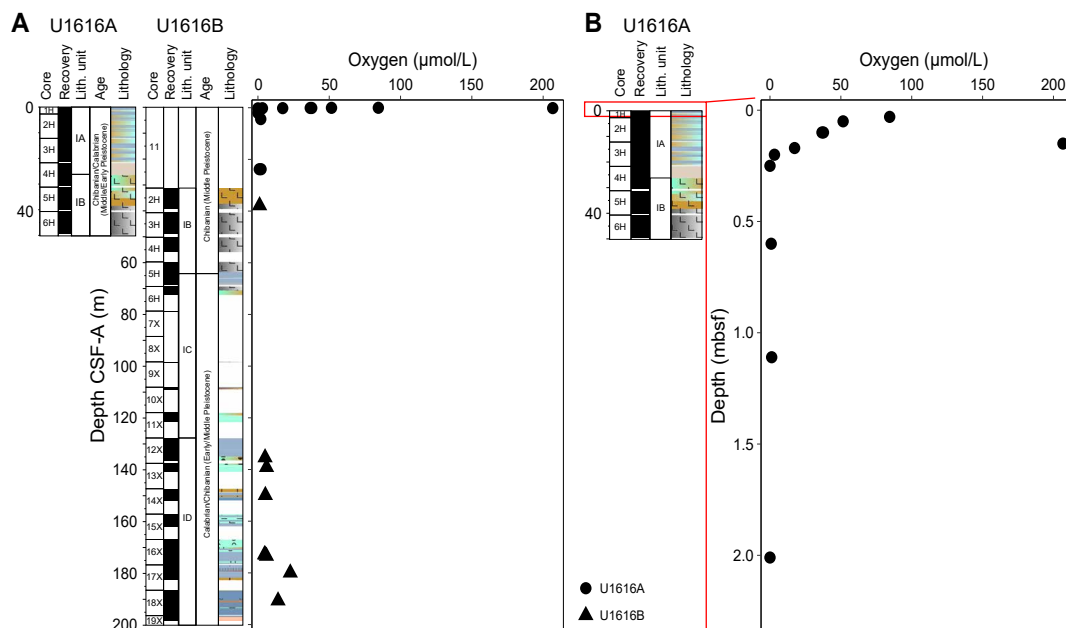 A
U1616A
U1616B
Core
Recovery
Lith. unit
Age
Lithology
Core
Recovery
Lith. unit
Age
Lithology
Oxygen (µmol/L)
0 50 100 150 200
Depth CSF-A (m)
0
20
40
60
80
100
120
140
160
180
200
1H
2H
3H
4H
5H
6H
IA
IB
Chibanian/Calabrian
(Middle/Early Pleistocene)
11
2H
3H
4H
5H
6H
7X
8X
9X
10X
11X
12X
13X
14X
15X
16X
17X
18X
19X
IB
IC
ID
Chibanian (Middle Pleistocene)
Calabrian/Chibanian (Early/Middle Pleistocene)
B
U1616A
Core
Recovery
Lith. unit
Lithology
0
20
40
1H
2H
3H
4H
5H
6H
IA
IB
Oxygen (µmol/L)
0 50 100 150 200
Depth (mbsf)
0
0.5
1.0
1.5
2.0
U1616A
U1616B